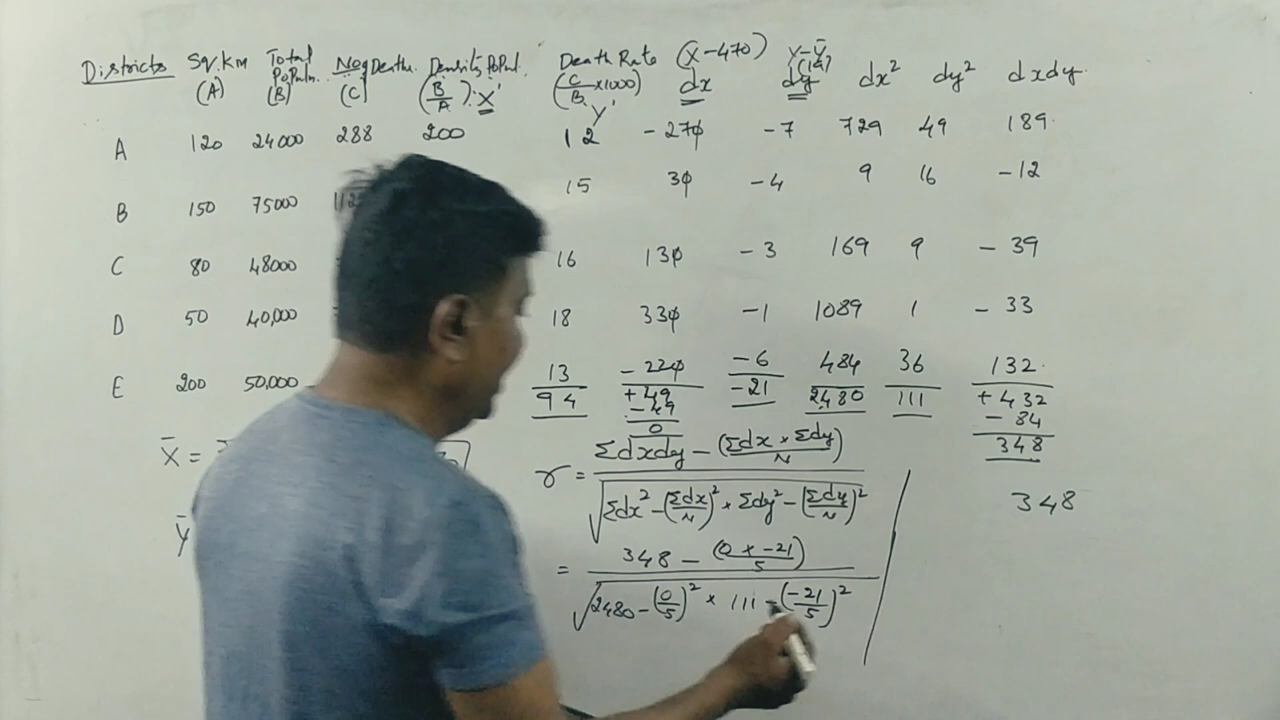 Districts Sq.Km Total Populn. No of Deaths. Density Popul. Death Rate (X-470) Y-Ȳ
(A) (B) (C) (B/A) . X' (C/B × 1000) Y' dx (19) dy dx² dy² dxdy
A 120 24000 288 200 12 -270 -7 729 49 189
B 150 75000 112 15 30 -4 9 16 -12
C 80 48000 16 130 -3 169 9 -39
D 50 40,000 18 330 -1 1089 1 -33
E 200 50,000 13 -220 -6 484 36 132
94 +49 -21 2480 111 +432
-49 -84
0 348
X̄ =
Ȳ
r = Σdxdy - (Σdx × Σdy / N)
√Σdx² - (Σdx/N)² × Σdy² - (Σdy/N)²
= 348 - (0 × -21 / 5)
√2480 - (0/5)² × 111 - (-21/5)²
348